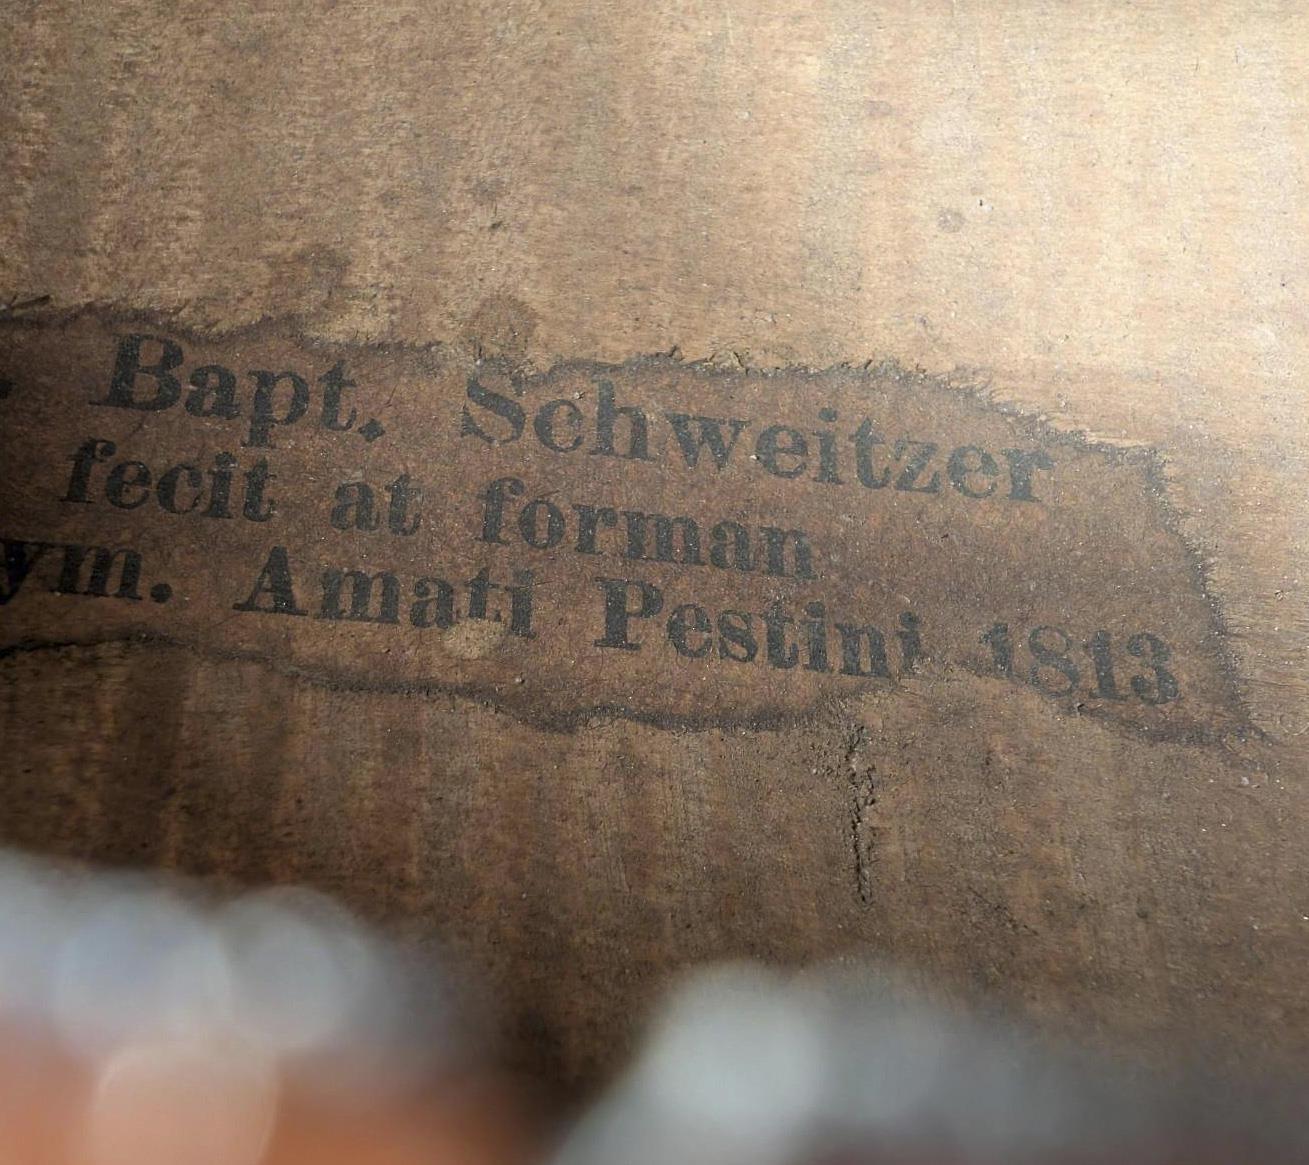 . Bapt. Schweitzer
fecit at forman
ym. Amati Pestini 1813